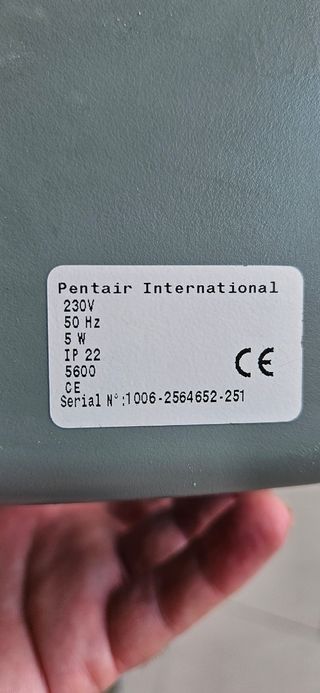 Pentair International
230V
50 Hz
5 W
IP 22
5600
CE
CE
Serial N°:1006-2564652-251